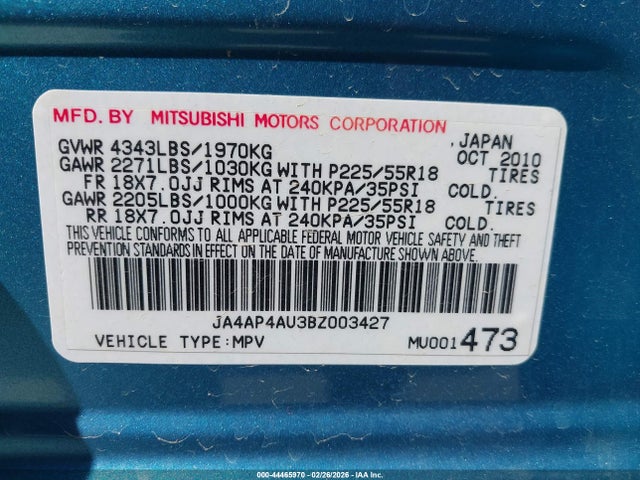 MFD. BY MITSUBISHI MOTORS CORPORATION
GVWR 4343LBS/1970KG , JAPAN OCT 2010
GAWR 2271LBS/1030KG WITH P225/55R18 TIRES
FR 18X7.0JJ RIMS AT 240KPA/35PSI COLD.
GAWR 2205LBS/1000KG WITH P225/55R18 TIRES
RR 18X7.0JJ RIMS AT 240KPA/35PSI COLD.
THIS VEHICLE CONFORMS TO ALL APPLICABLE FEDERAL MOTOR VEHICLE SAFETY AND THEFT
PREVENTION STANDARDS IN EFFECT ON THE DATE OF MANUFACTURE SHOWN ABOVE.
JA4AP4AU3BZ003427
VEHICLE TYPE:MPV MU001 473
000-44465970 - 02/26/2026 - IAA Inc.